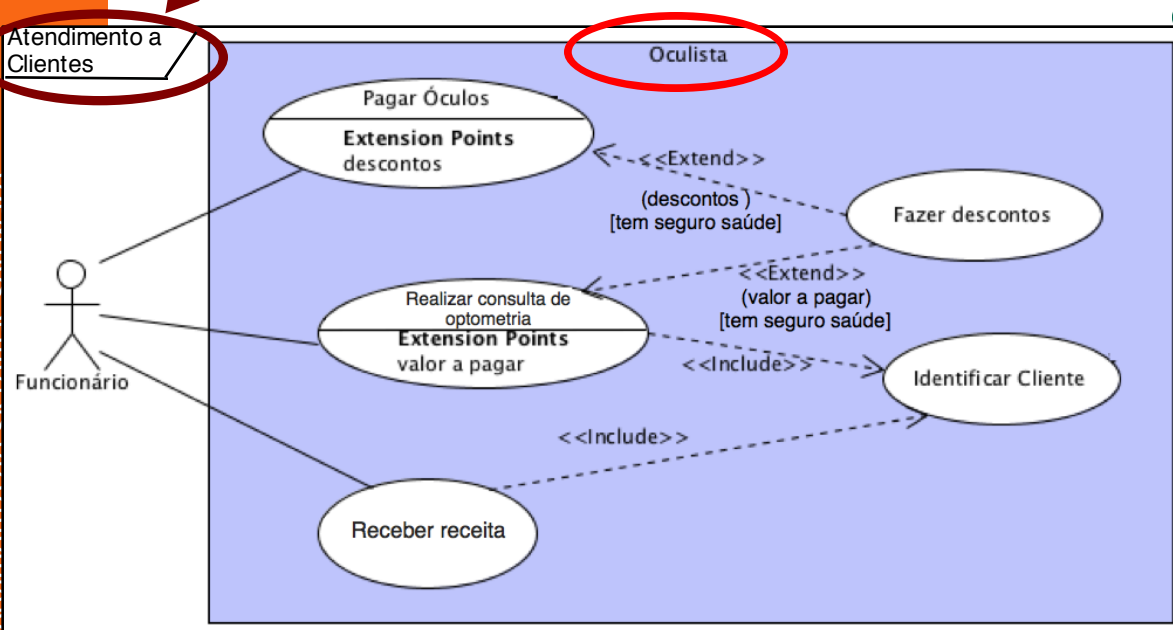 Atendimento a
Clientes
Oculista
Pagar Óculos
Extension Points
descontos
<<Extend>>
(descontos )
[tem seguro saúde]
Fazer descontos
<<Extend>>
(valor a pagar)
[tem seguro saúde]
Realizar consulta de
optometria
Extension Points
valor a pagar
<<Include>>
Identificar Cliente
Funcionário
<<Include>>
Receber receita